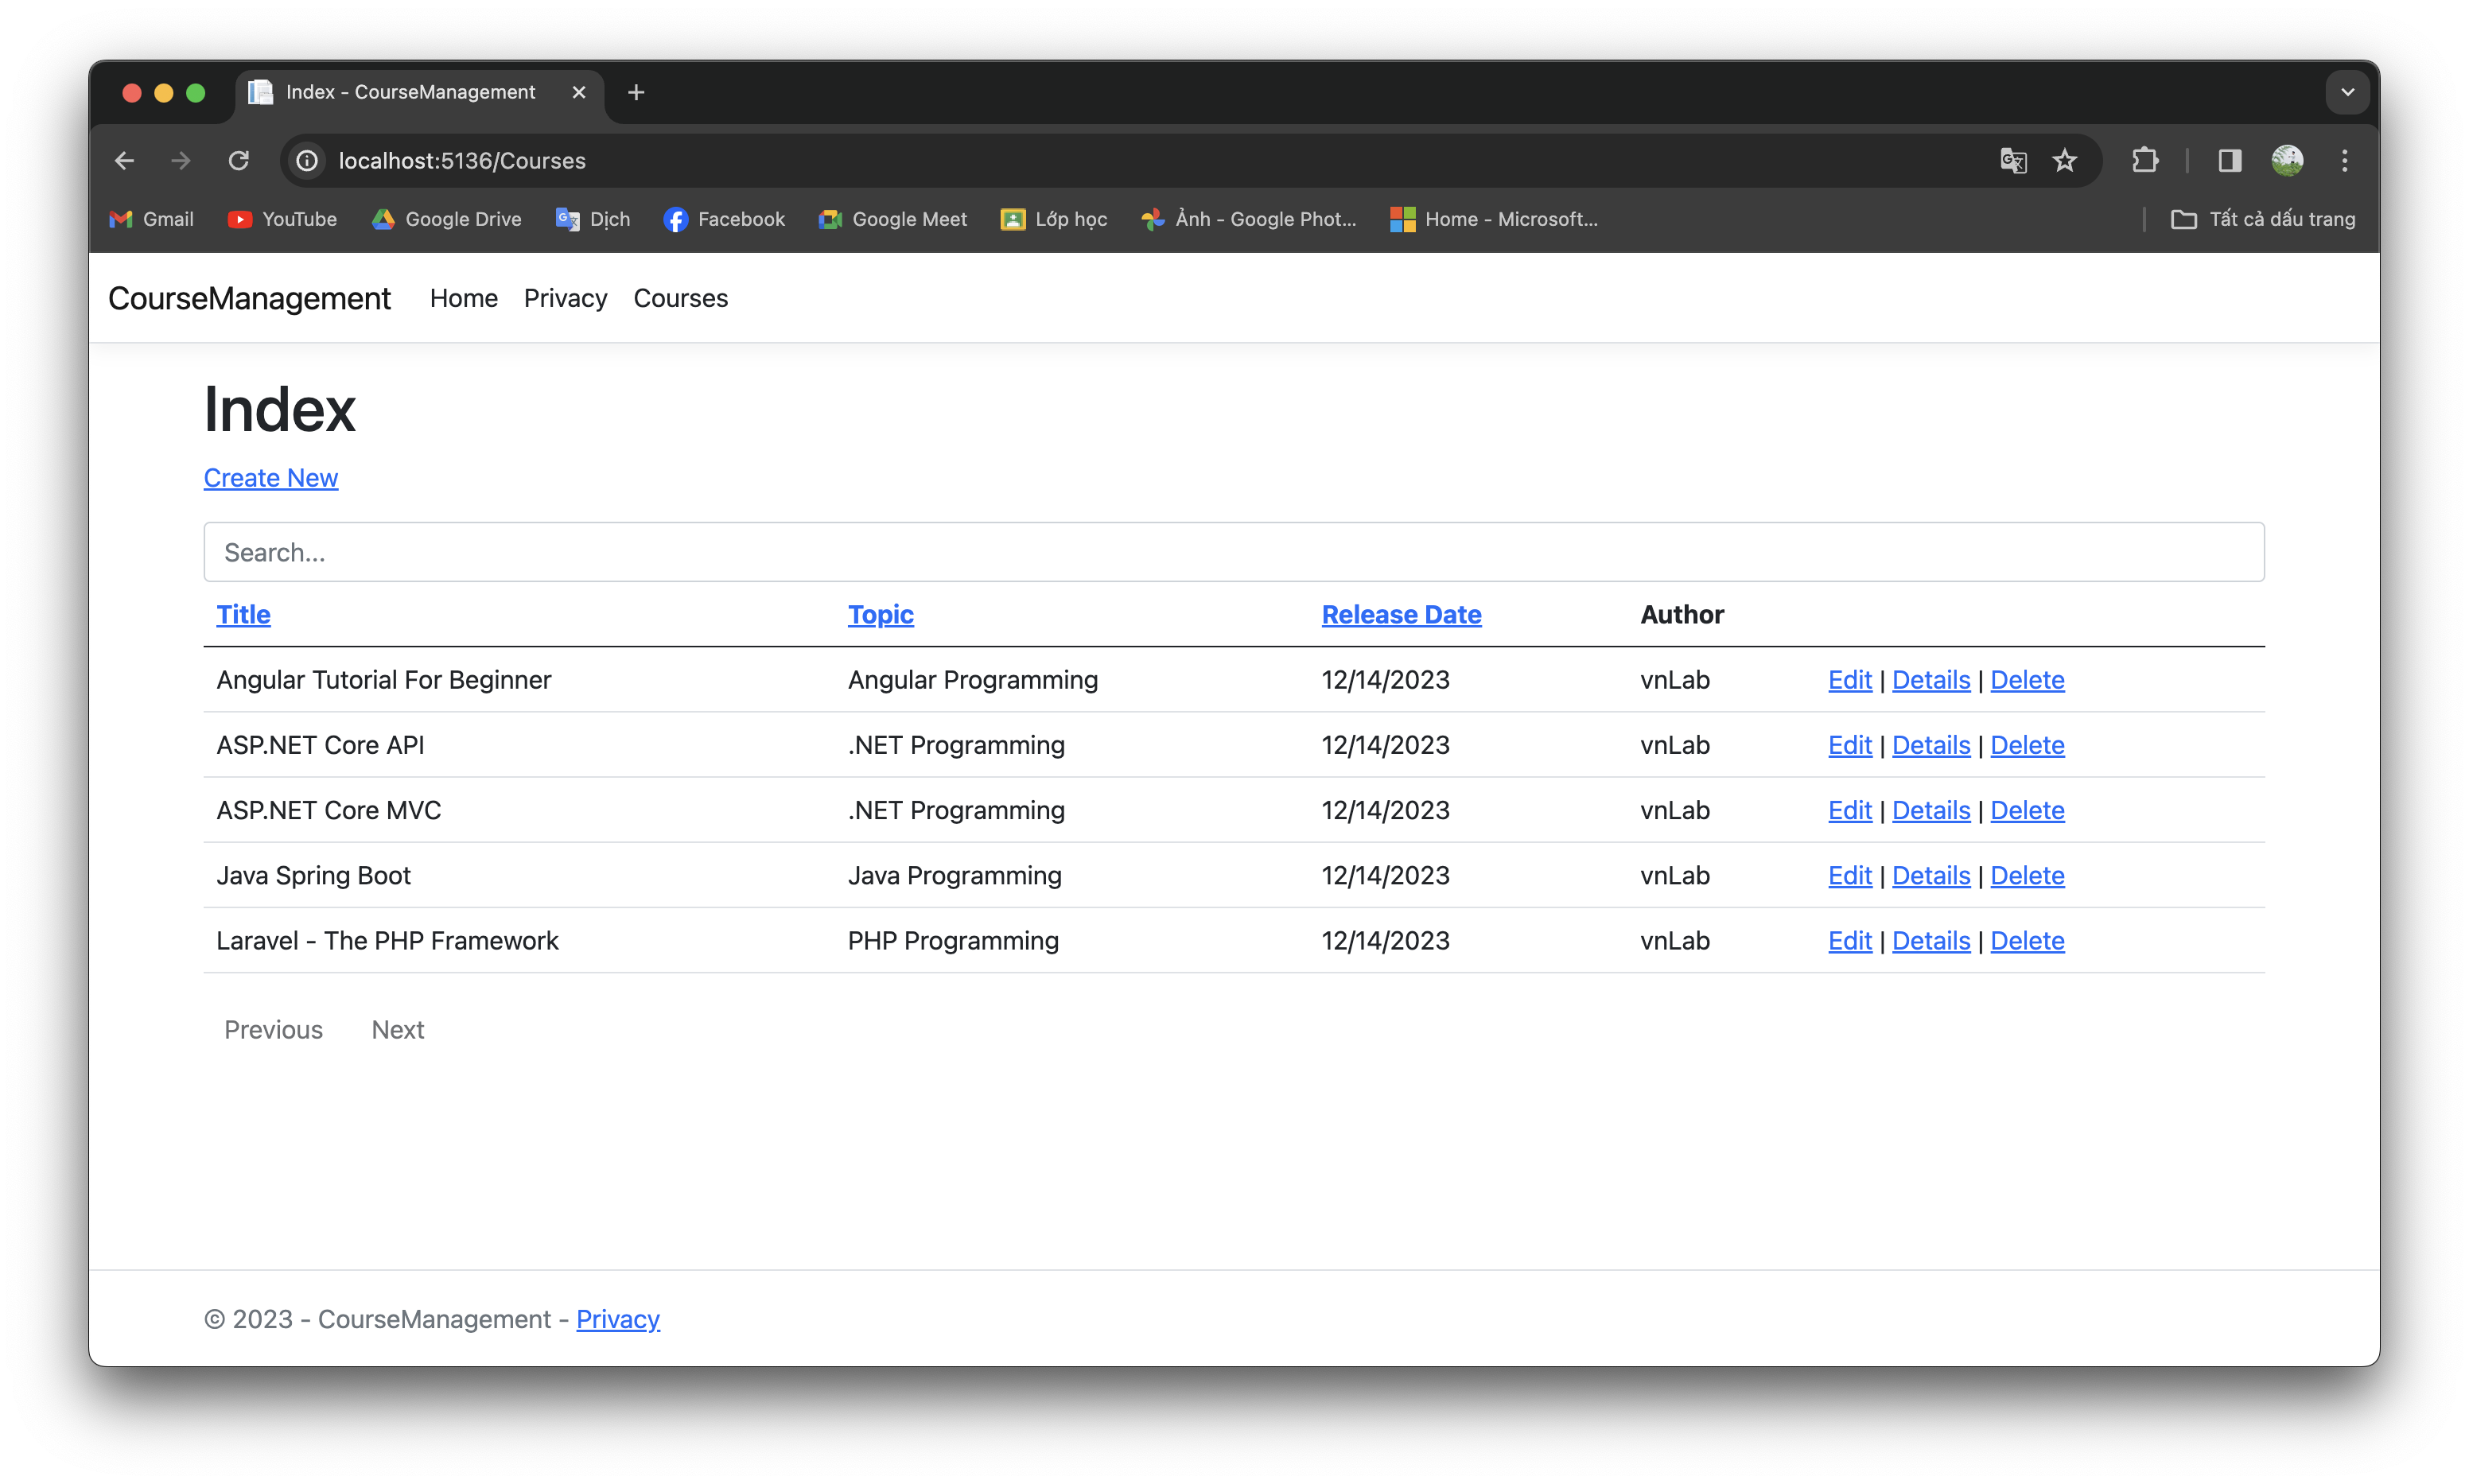 Index - CourseManagement
localhost:5136/Courses
Gmail YouTube Google Drive Dịch Facebook Google Meet Lớp học Ảnh - Google Phot... Home - Microsoft... Tất cả dấu trang
CourseManagement Home Privacy Courses
Index
Create New
Search...
Title Topic Release Date Author
Angular Tutorial For Beginner Angular Programming 12/14/2023 vnLab Edit | Details | Delete
ASP.NET Core API .NET Programming 12/14/2023 vnLab Edit | Details | Delete
ASP.NET Core MVC .NET Programming 12/14/2023 vnLab Edit | Details | Delete
Java Spring Boot Java Programming 12/14/2023 vnLab Edit | Details | Delete
Laravel - The PHP Framework PHP Programming 12/14/2023 vnLab Edit | Details | Delete
Previous Next
© 2023 - CourseManagement - Privacy